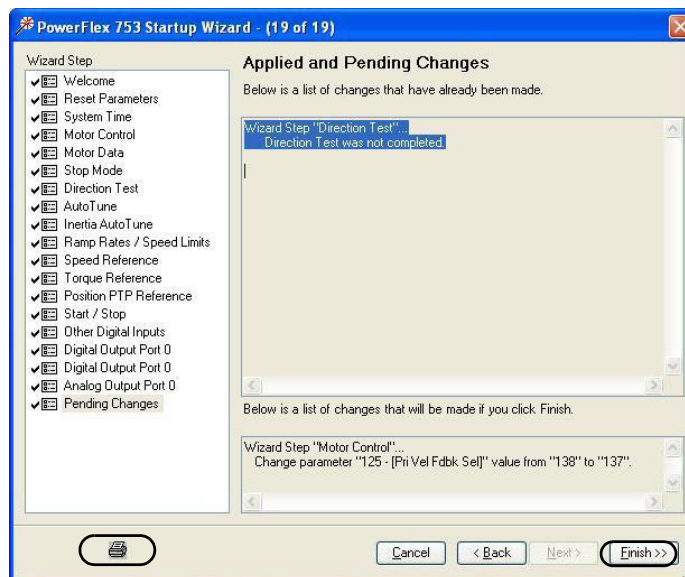 PowerFlex 753 Startup Wizard - (19 of 19)
Wizard Step
Welcome
Reset Parameters
System Time
Motor Control
Motor Data
Stop Mode
Direction Test
AutoTune
Inertia AutoTune
Ramp Rates / Speed Limits
Speed Reference
Torque Reference
Position PTP Reference
Start / Stop
Other Digital Inputs
Digital Output Port 0
Digital Output Port 0
Analog Output Port 0
Pending Changes
Applied and Pending Changes
Below is a list of changes that have already been made.
Wizard Step "Direction Test"...
Direction Test was not completed.
Below is a list of changes that will be made if you click Finish.
Wizard Step "Motor Control"...
Change parameter "125 - [Pri Vel Fdbk Sel]" value from "138" to "137".
Cancel
< Back
Next >
Finish >>